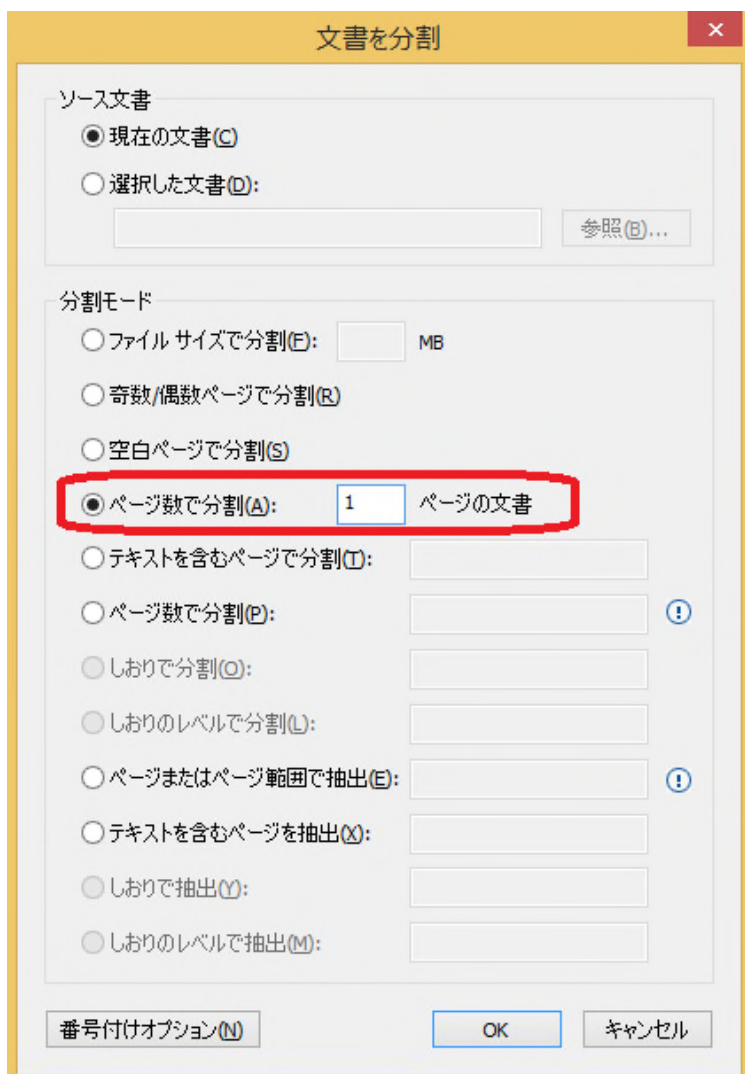 文書を分割
ソース文書
現在の文書(C)
選択した文書(D):
参照(B)...
分割モード
ファイル サイズで分割(F): MB
奇数/偶数ページで分割(R)
空白ページで分割(S)
ページ数で分割(A): 1 ページの文書
テキストを含むページで分割(T):
ページ数で分割(P):
しおりで分割(O):
しおりのレベルで分割(L):
ページまたはページ範囲で抽出(E):
テキストを含むページを抽出(X):
しおりで抽出(Y):
しおりのレベルで抽出(M):
番号付けオプション(N) OK キャンセル